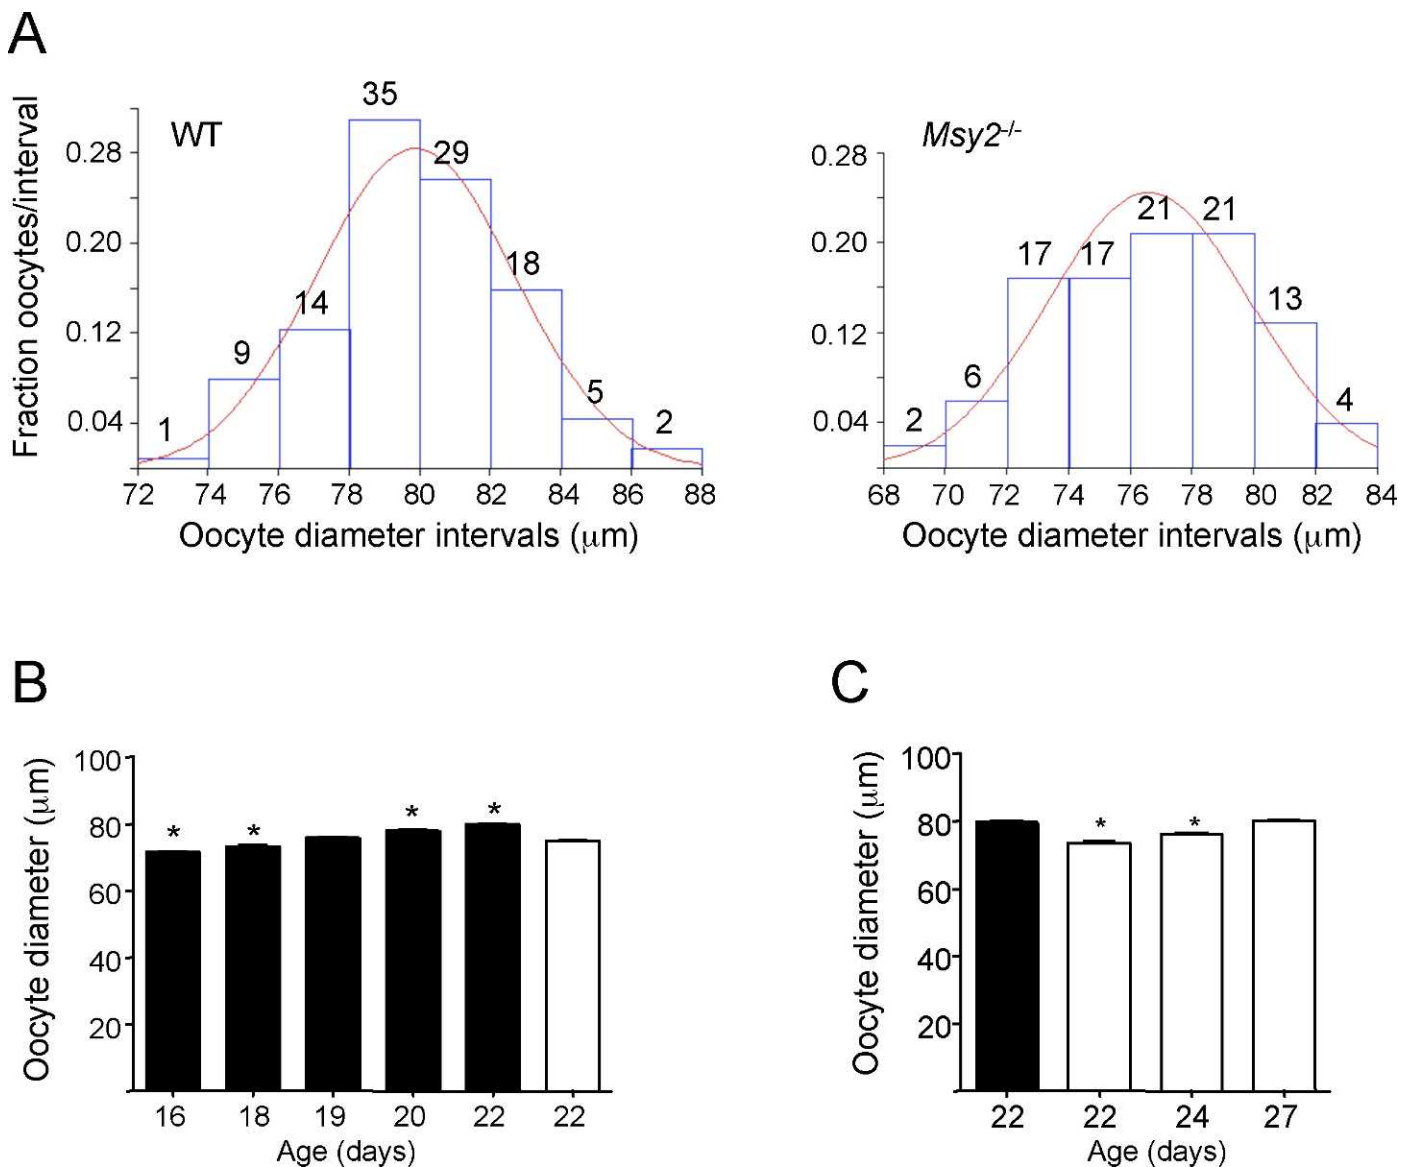 A
Fraction oocytes/interval
WT
0.28
0.20
0.12
0.04
1
9
14
35
29
18
5
2
72 74 76 78 80 82 84 86 88
Oocyte diameter intervals (μm)
Msy2-/-
0.28
0.20
0.12
0.04
2
6
17
17
21
21
13
4
68 70 72 74 76 78 80 82 84
Oocyte diameter intervals (μm)
B
Oocyte diameter (μm)
100
80
60
40
20
* * * *
16 18 19 20 22 22
Age (days)
C
Oocyte diameter (μm)
100
80
60
40
20
* *
22 22 24 27
Age (days)